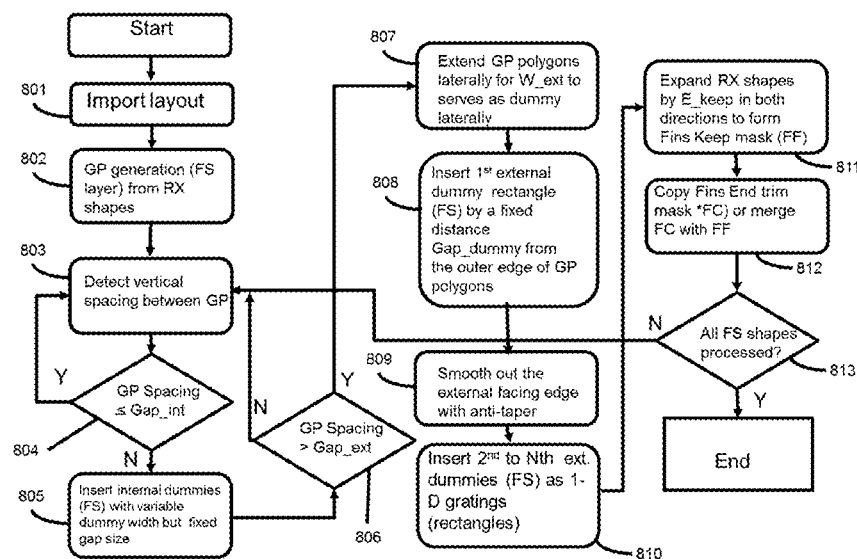 Start
801
Import layout
802
GP generation (FS
layer) from RX
shapes
803
Detect vertical
spacing between GP
Y
GP Spacing
≤ Gap_int
804
N
805
Insert internal dummies
(FS) with variable
dummy width but fixed
gap size
N
Y
GP Spacing
> Gap_ext
806
807
Extend GP polygons
laterally for W_ext to
serves as dummy
laterally
808
Insert 1st external
dummy rectangle
(FS) by a fixed
distance
Gap_dummy from
the outer edge of GP
polygons
809
Smooth out the
external facing edge
with anti-taper
Insert 2nd to Nth ext.
dummies (FS) as 1-
D gratings
(rectangles)
810
Expand RX shapes
by E_keep in both
directions to form
Fins Keep mask (FF)
811
Copy Fins End trim
mask *FC) or merge
FC with FF
812
N
All FS shapes
processed?
813
Y
End